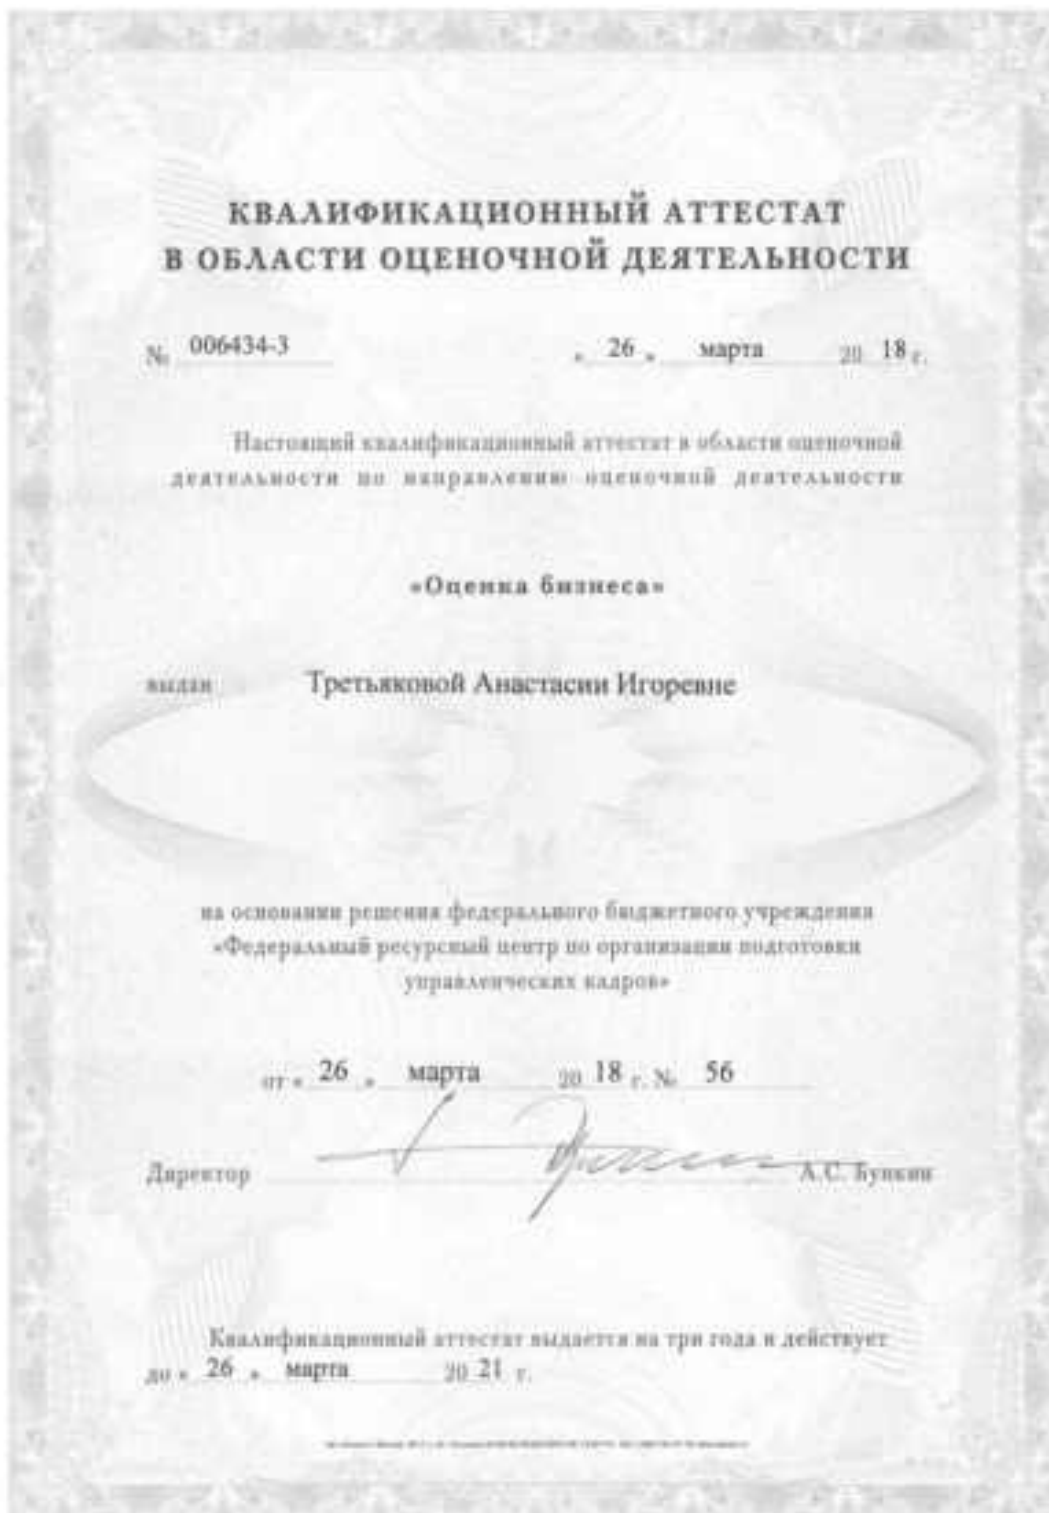 КВАЛИФИКАЦИОННЫЙ АТТЕСТАТ
В ОБЛАСТИ ОЦЕНОЧНОЙ ДЕЯТЕЛЬНОСТИ
№ 006434-3 « 26 » марта 20 18 г.
Настоящий квалификационный аттестат в области оценочной
деятельности по направлению оценочной деятельности
«Оценка бизнеса»
выдан Третьяковой Анастасии Игоревне
на основании решения федерального бюджетного учреждения
«Федеральный ресурсный центр по организации подготовки
управленческих кадров»
от « 26 » марта 20 18 г. № 56
Директор А.С. Бункин
Квалификационный аттестат выдается на три года и действует
до « 26 » марта 20 21 г.